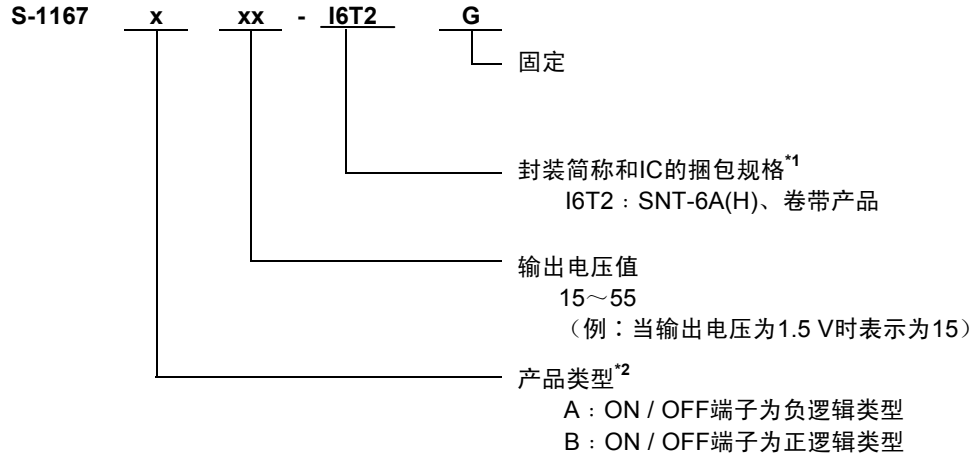 S-1167 x xx - I6T2 G
固定
封装简称和IC的捆包规格*1
I6T2：SNT-6A(H)、卷带产品
输出电压值
15～55
（例：当输出电压为1.5 V时表示为15）
产品类型*2
A：ON / OFF端子为负逻辑类型
B：ON / OFF端子为正逻辑类型